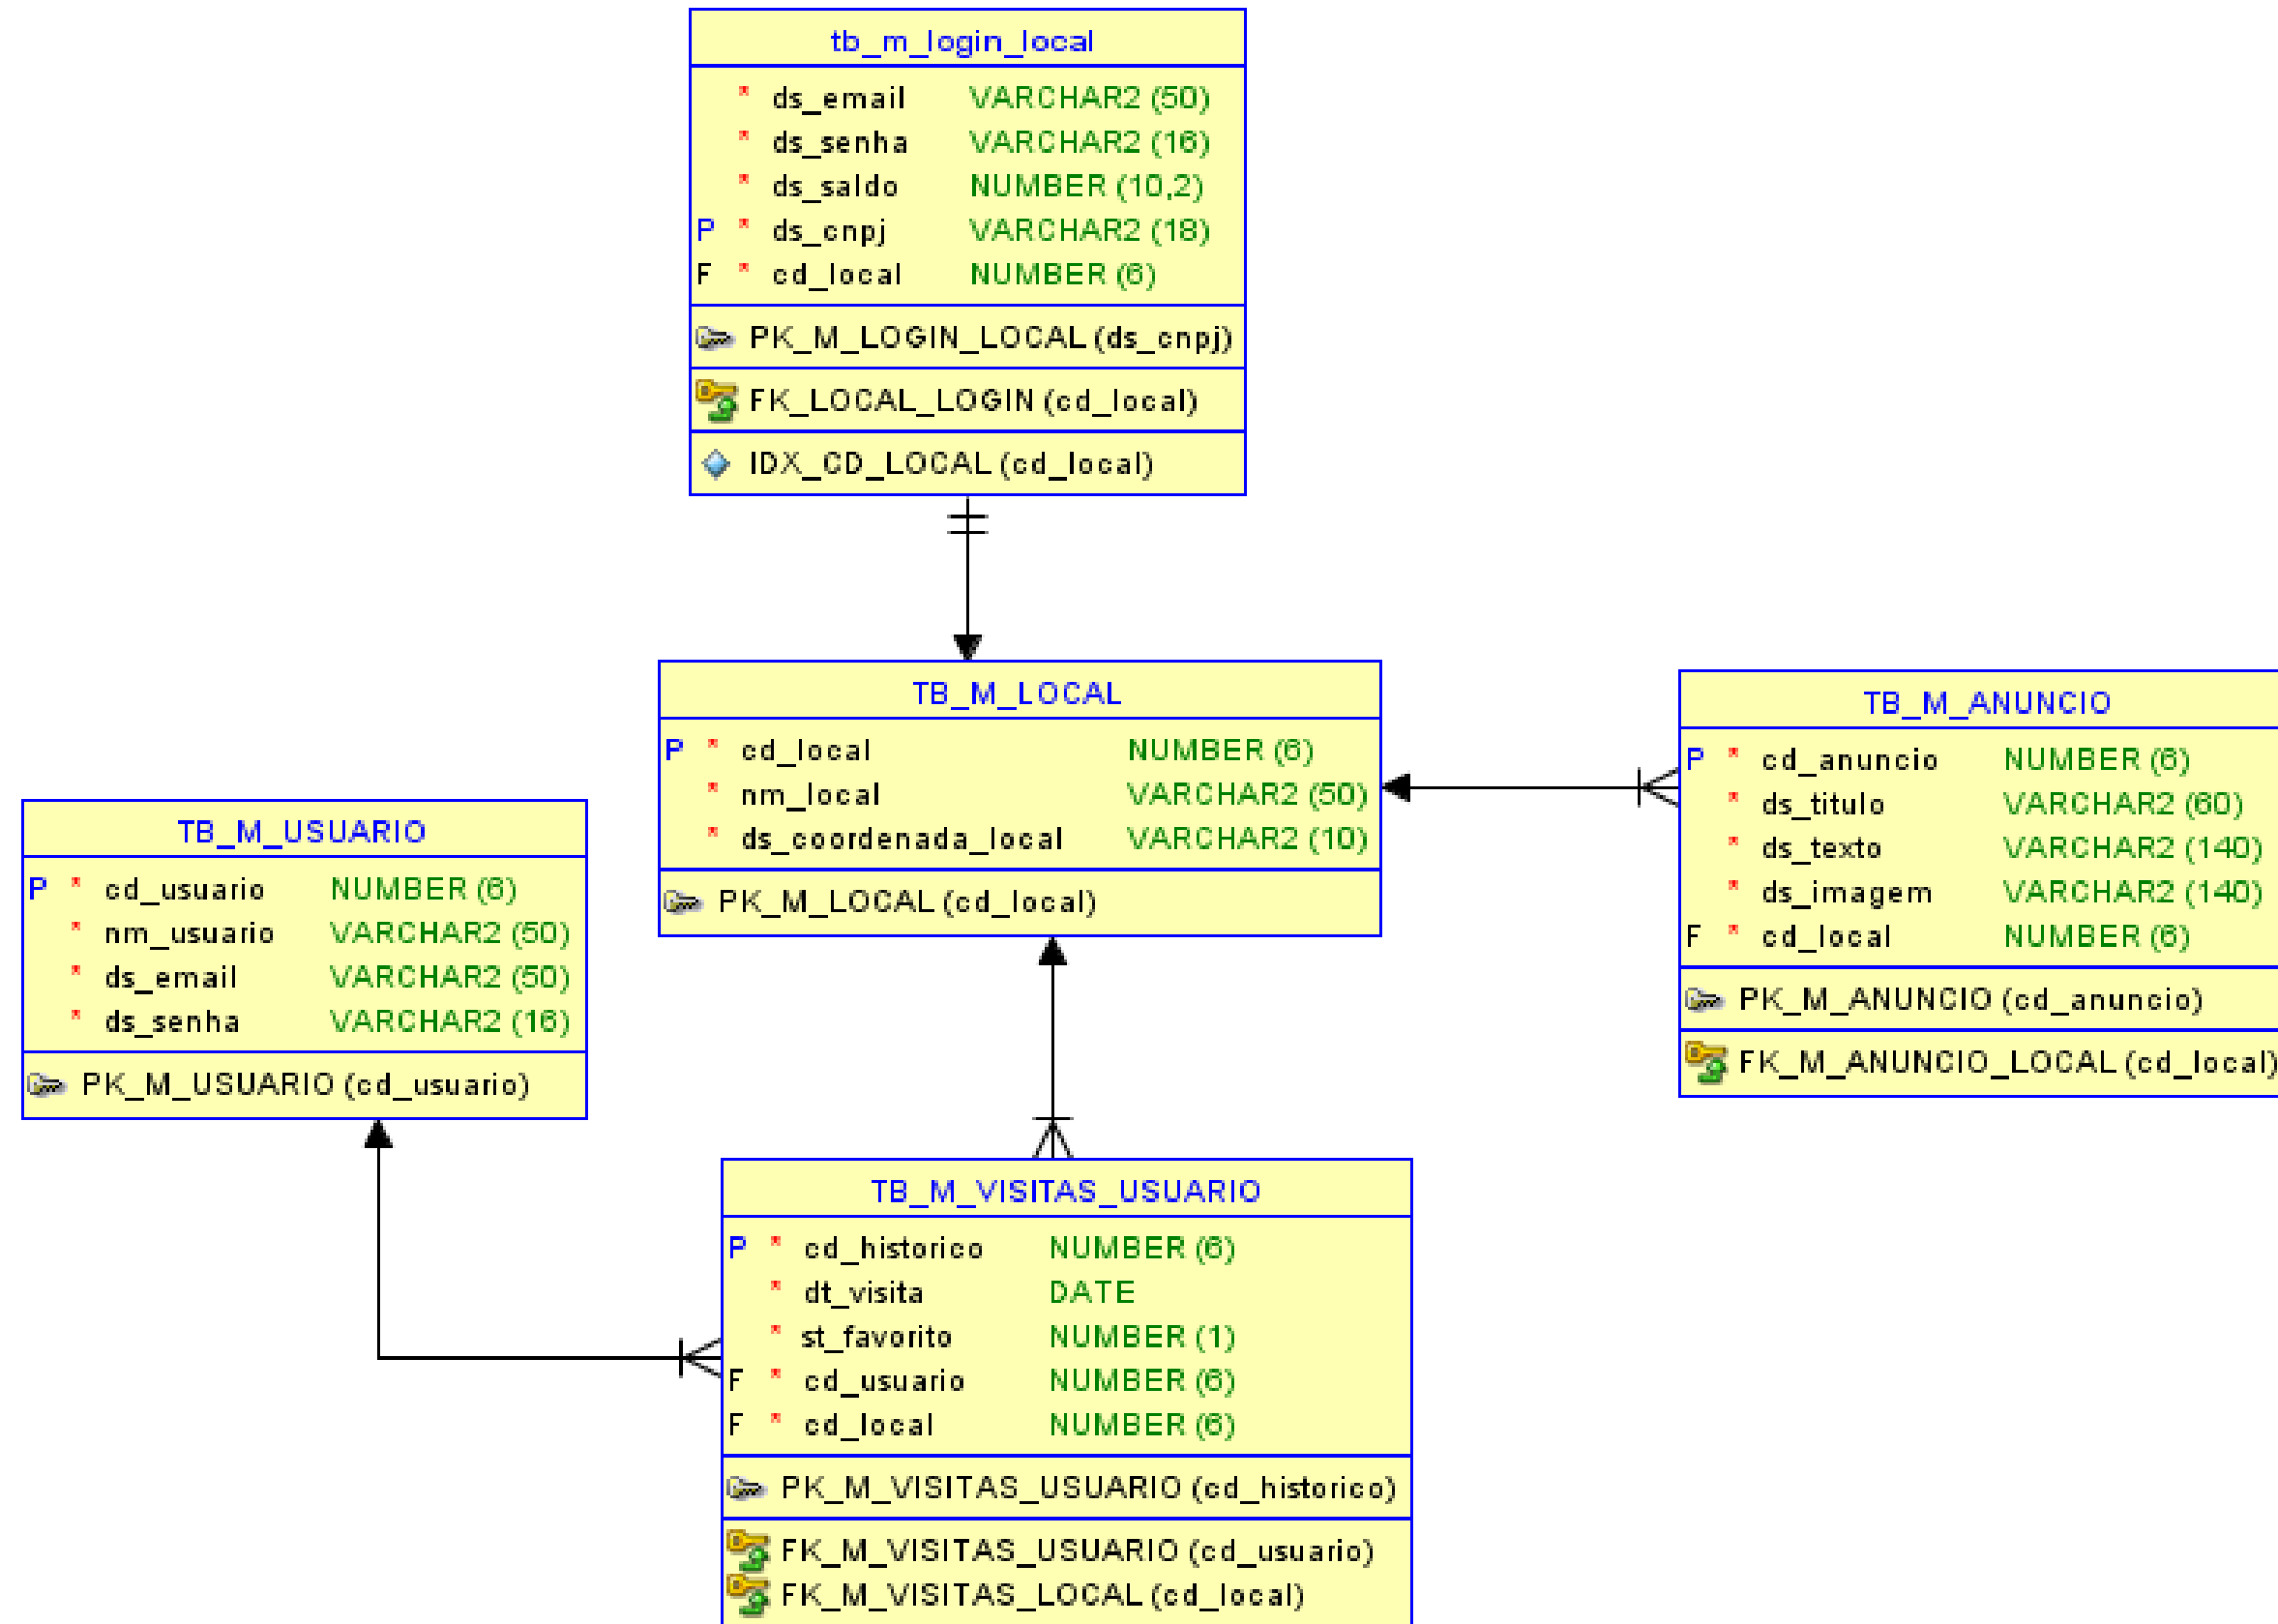 tb_m_login_local
* ds_email VARCHAR2 (50)
* ds_senha VARCHAR2 (16)
* ds_saldo NUMBER (10,2)
P * ds_cnpj VARCHAR2 (18)
F * cd_local NUMBER (6)
PK_M_LOGIN_LOCAL (ds_cnpj)
FK_LOCAL_LOGIN (cd_local)
IDX_CD_LOCAL (cd_local)
TB_M_LOCAL
P * cd_local NUMBER (6)
* nm_local VARCHAR2 (50)
* ds_coordenada_local VARCHAR2 (10)
PK_M_LOCAL (cd_local)
TB_M_ANUNCIO
P * cd_anuncio NUMBER (6)
* ds_titulo VARCHAR2 (60)
* ds_texto VARCHAR2 (140)
* ds_imagem VARCHAR2 (140)
F * cd_local NUMBER (6)
PK_M_ANUNCIO (cd_anuncio)
FK_M_ANUNCIO_LOCAL (cd_local)
TB_M_USUARIO
P * cd_usuario NUMBER (6)
* nm_usuario VARCHAR2 (50)
* ds_email VARCHAR2 (50)
* ds_senha VARCHAR2 (16)
PK_M_USUARIO (cd_usuario)
TB_M_VISITAS_USUARIO
P * cd_historico NUMBER (6)
* dt_visita DATE
* st_favorito NUMBER (1)
F * cd_usuario NUMBER (6)
F * cd_local NUMBER (6)
PK_M_VISITAS_USUARIO (cd_historico)
FK_M_VISITAS_USUARIO (cd_usuario)
FK_M_VISITAS_LOCAL (cd_local)